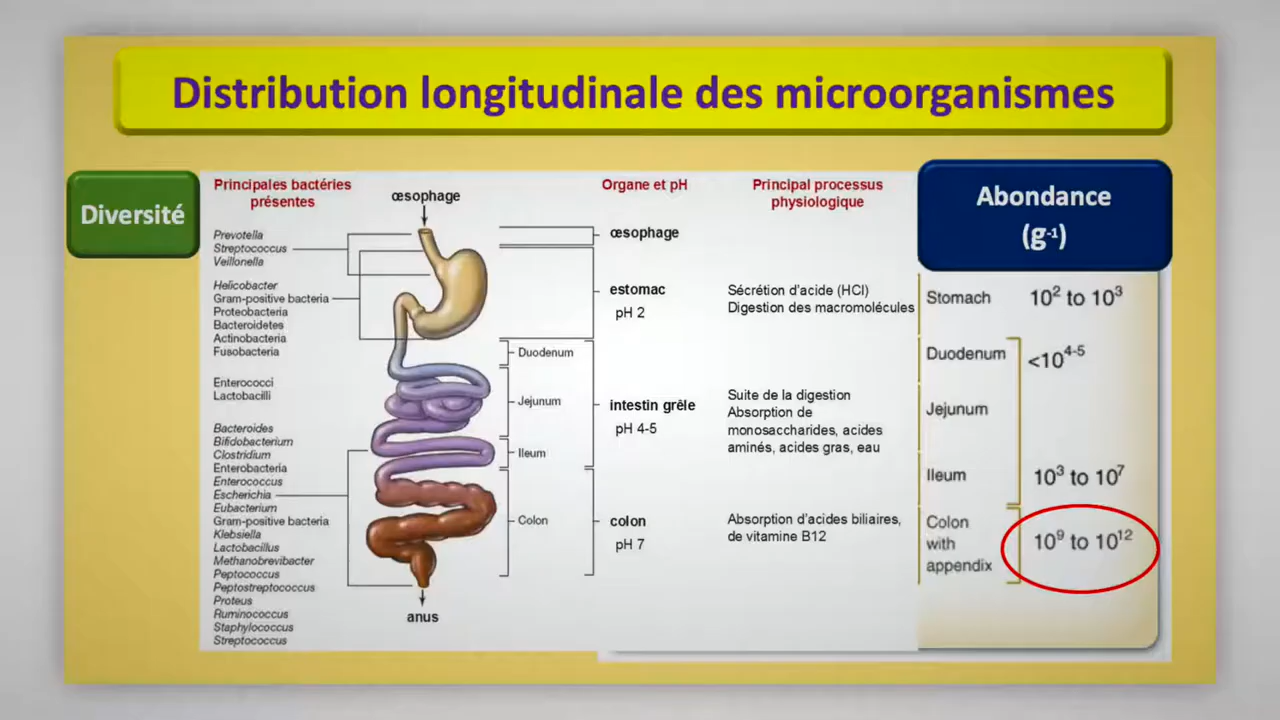 Distribution longitudinale des microorganismes
Diversité
Principales bactéries
présentes
Prevotella
Streptococcus
Veillonella
Helicobacter
Gram-positive bacteria
Proteobacteria
Bacteroidetes
Actinobacteria
Fusobacteria
Enterococci
Lactobacilli
Bacteroides
Bifidobacterium
Clostridium
Enterobacteria
Enterococcus
Escherichia
Eubacterium
Gram-positive bacteria
Klebsiella
Lactobacillus
Methanobrevibacter
Peptococcus
Peptostreptococcus
Proteus
Ruminococcus
Staphylococcus
Streptococcus
œsophage
anus
Duodenum
Jejunum
Ileum
Colon
Organe et pH
œsophage
estomac
pH 2
intestin grêle
pH 4-5
colon
pH 7
Principal processus
physiologique
Sécrétion d'acide (HCl)
Digestion des macromolécules
Suite de la digestion
Absorption de
monosaccharides, acides
aminés, acides gras, eau
Absorption d'acides biliaires,
de vitamine B12
Abondance
(g⁻¹)
Stomach 10² to 10³
Duodenum <10⁴⁻⁵
Jejunum
Ileum 10³ to 10⁷
Colon
with
appendix
10⁹ to 10¹²